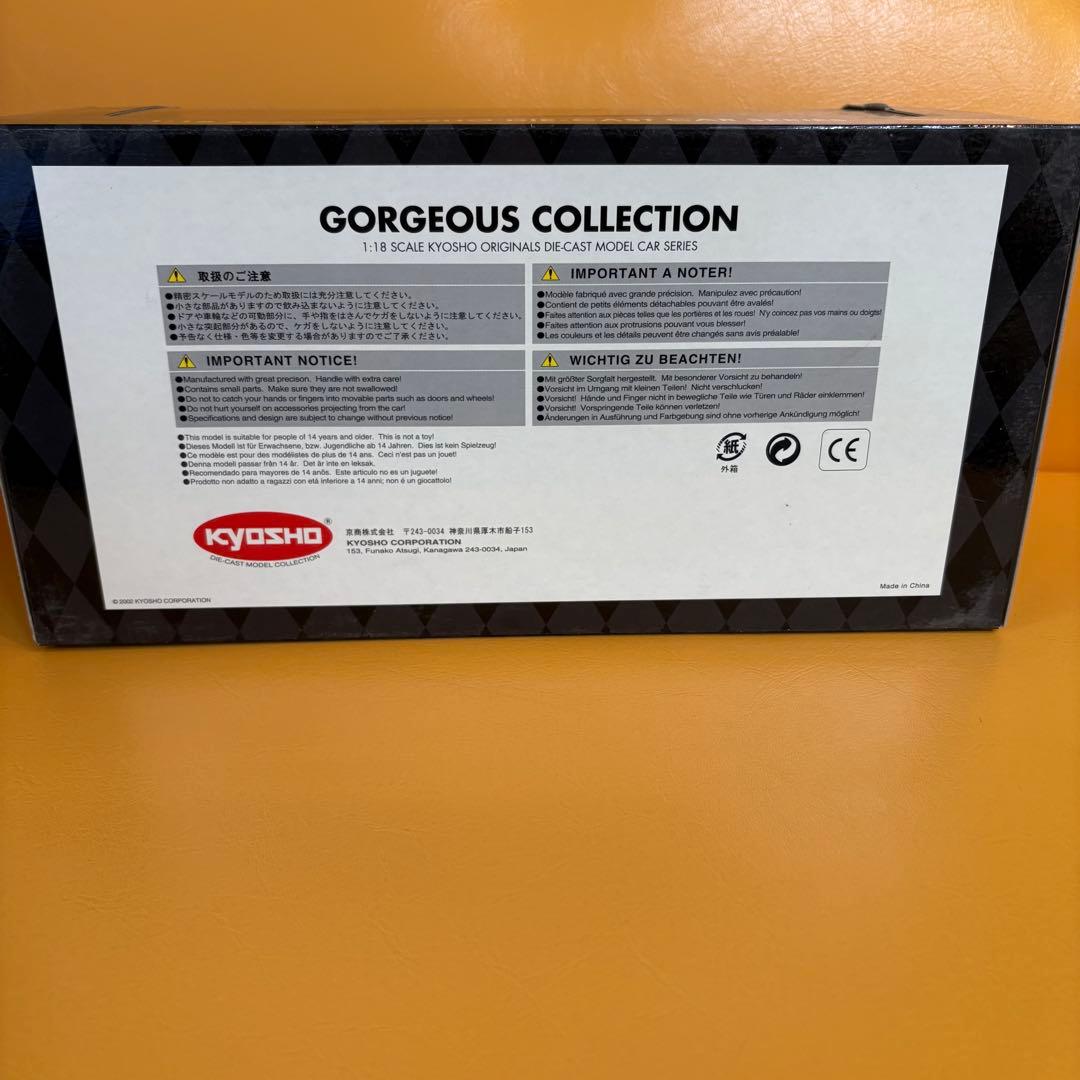 GORGEOUS COLLECTION
1:18 SCALE KYOSHO ORIGINALS DIE-CAST MODEL CAR SERIES
取扱のご注意
●精密スケールモデルのため取扱には充分注意してください。
●小さな部品がありますので飲み込まないように注意してください。
●ドアや車輪などの可動部分に、手や指をはさんでケガをしないように注意してください。
●小さな突起部分があるので、ケガをしないように注意してください。
●予告なく仕様・色等を変更する場合がありますのでご了承ください。
IMPORTANT A NOTER!
●Modèle fabriqué avec grande précision. Manipulez avec précaution!
●Contient de petits éléments détachables pouvant être avalés!
●Faites attention aux pièces telles que les portières et les roues! N'y coincez pas vos mains ou doigts!
●Faites attention aux protrusions pouvant vous blesser!
●Les couleurs et les détails peuvent être changés sans avis préalable!
IMPORTANT NOTICE!
●Manufactured with great precison. Handle with extra care!
●Contains small parts. Make sure they are not swallowed!
●Do not to catch your hands or fingers into movable parts such as doors and wheels!
●Do not hurt yourself on accessories projecting from the car!
●Specifications and design are subject to change without previous notice!
WICHTIG ZU BEACHTEN!
●Mit größter Sorgfalt hergestellt. Mit besonderer Vorsicht zu behandeln!
●Vorsicht im Umgang mit kleinen Teilen! Nicht verschlucken!
●Vorsicht! Hände und Finger nicht in bewegliche Teile wie Türen und Räder einklemmen!
●Vorsicht! Vorspringende Teile können verletzen!
●Änderungen in Ausführung und Farbgebung sind ohne vorherige Ankündigung möglich!
●This model is suitable for people of 14 years and older. This is not a toy!
●Dieses Modell ist für Erwachsene, bzw. Jugendliche ab 14 Jahren. Dies ist kein Spielzeug!
●Ce modèle est pour des modélistes de plus de 14 ans. Ceci n'est pas un jouet!
●Denna modell passar från 14 år. Det är inte en leksak.
●Recomendado para mayores de 14 anõs. Este articulo no es un juguete!
●Prodotto non adatto a ragazzi con etá inferiore a 14 anni; non é un giocattolo!
紙
外箱
CE
KYOSHO®
DIE-CAST MODEL COLLECTION
京商株式会社 〒243-0034 神奈川県厚木市船子153
KYOSHO CORPORATION
153, Funako Atsugi, Kanagawa 243-0034, Japan
Made in China
© 2002 KYOSHO CORPORATION